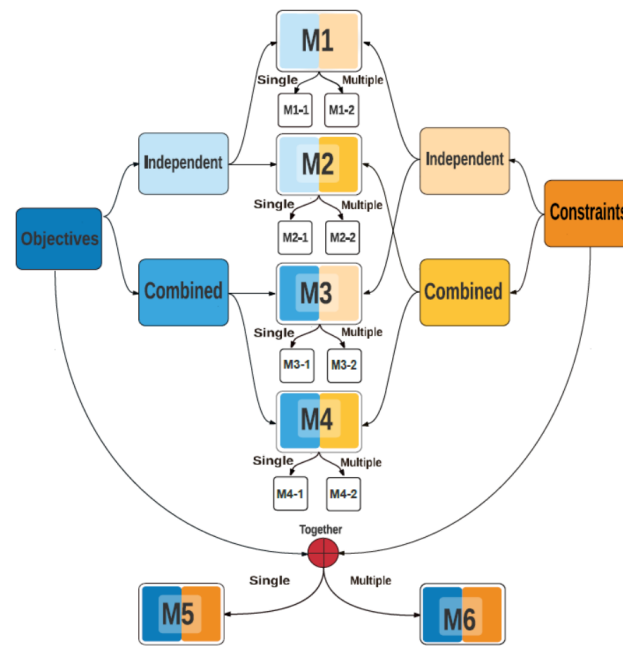 M1
Single
Multiple
M1-1
M1-2
Independent
M2
Independent
Single
Multiple
Objectives
M2-1
M2-2
Constraints
Combined
M3
Combined
Single
Multiple
M3-1
M3-2
M4
Single
Multiple
M4-1
M4-2
Together
Single
Multiple
M5
M6